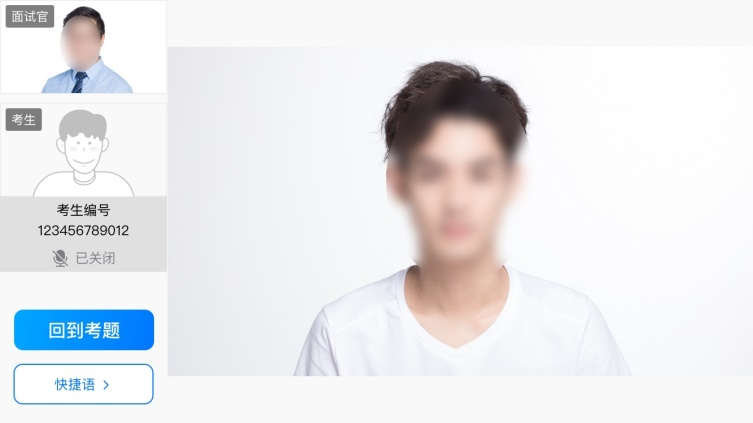 面试官
考生
考生编号
123456789012
已关闭
回到考题
快捷语 >